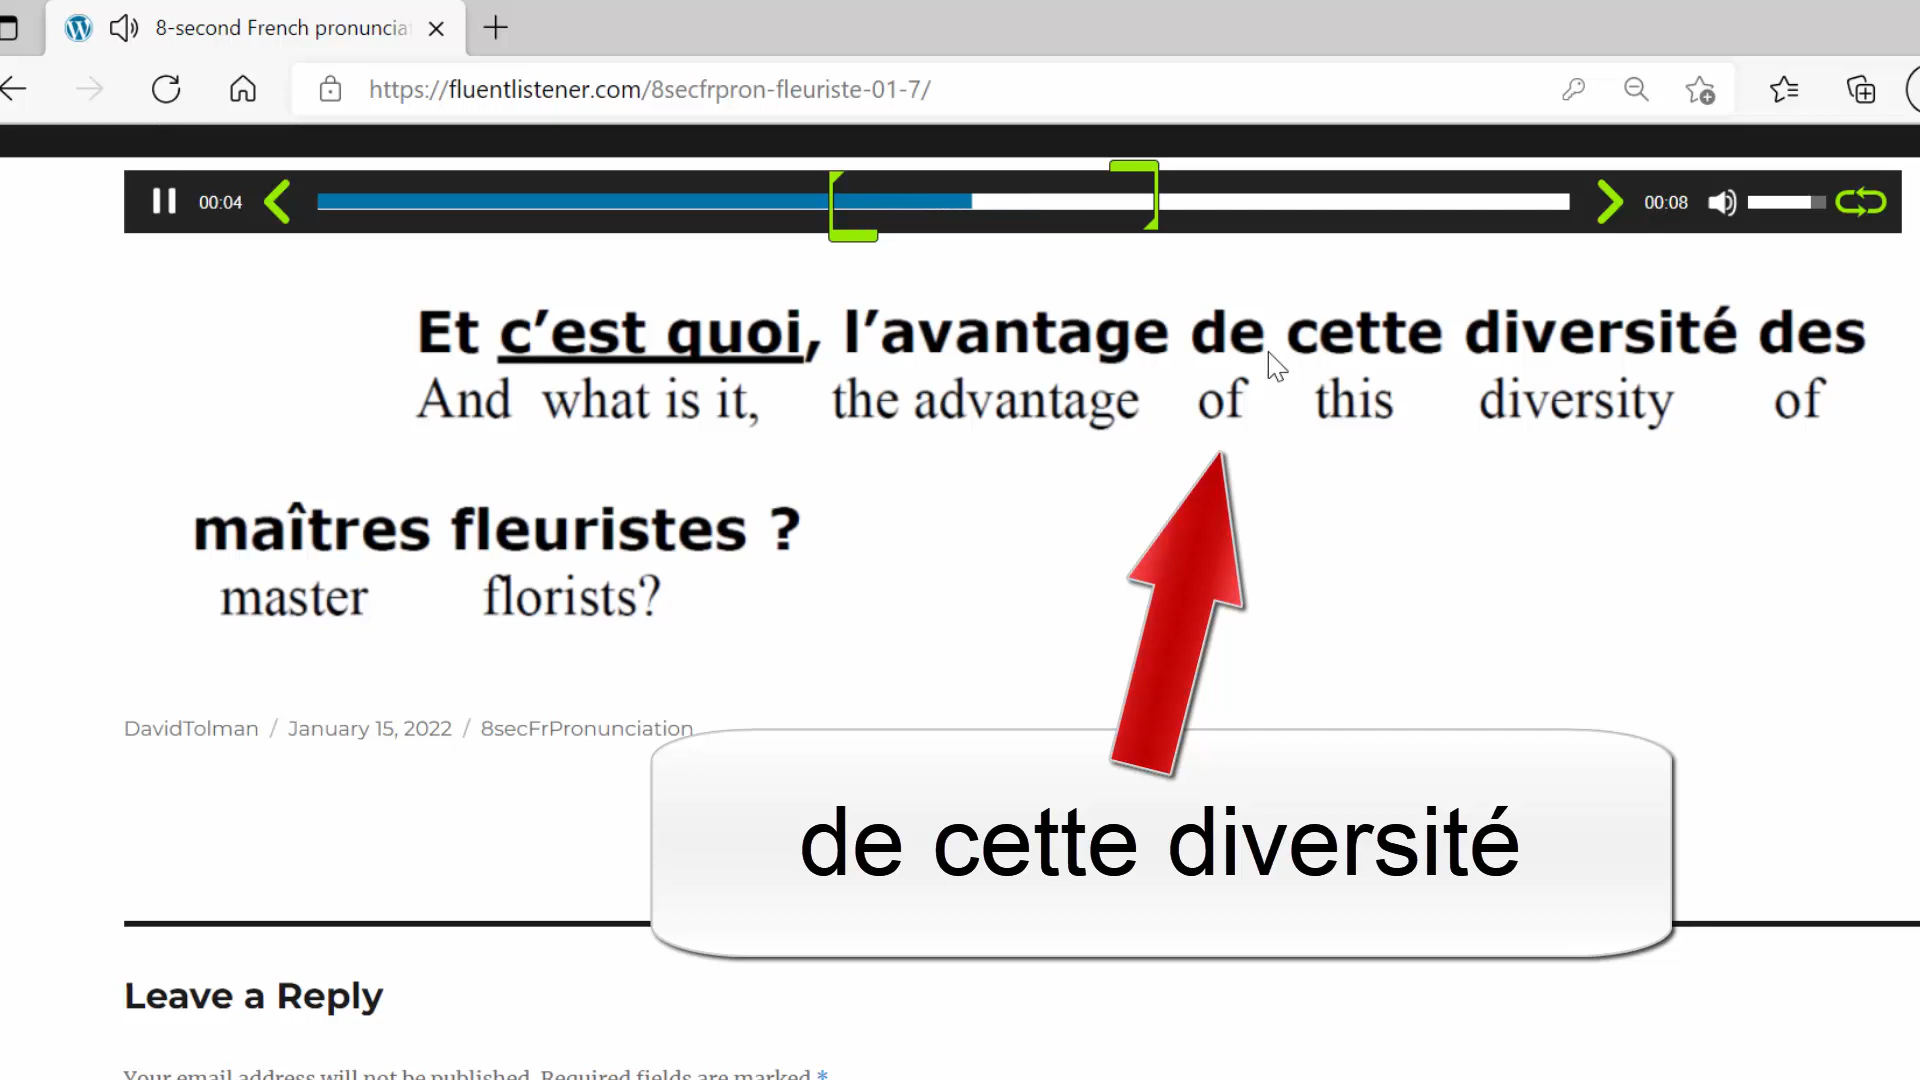 8-second French pronuncia
https://fluentlistener.com/8secfrpron-fleuriste-01-7/
00:04
00:08
Et c’est quoi, l’avantage de cette diversité des
And what is it, the advantage of this diversity of
maîtres fleuristes ?
master florists?
DavidTolman / January 15, 2022 / 8secFrPronunciation
de cette diversité
Leave a Reply
Your email address will not be published. Required fields are marked *